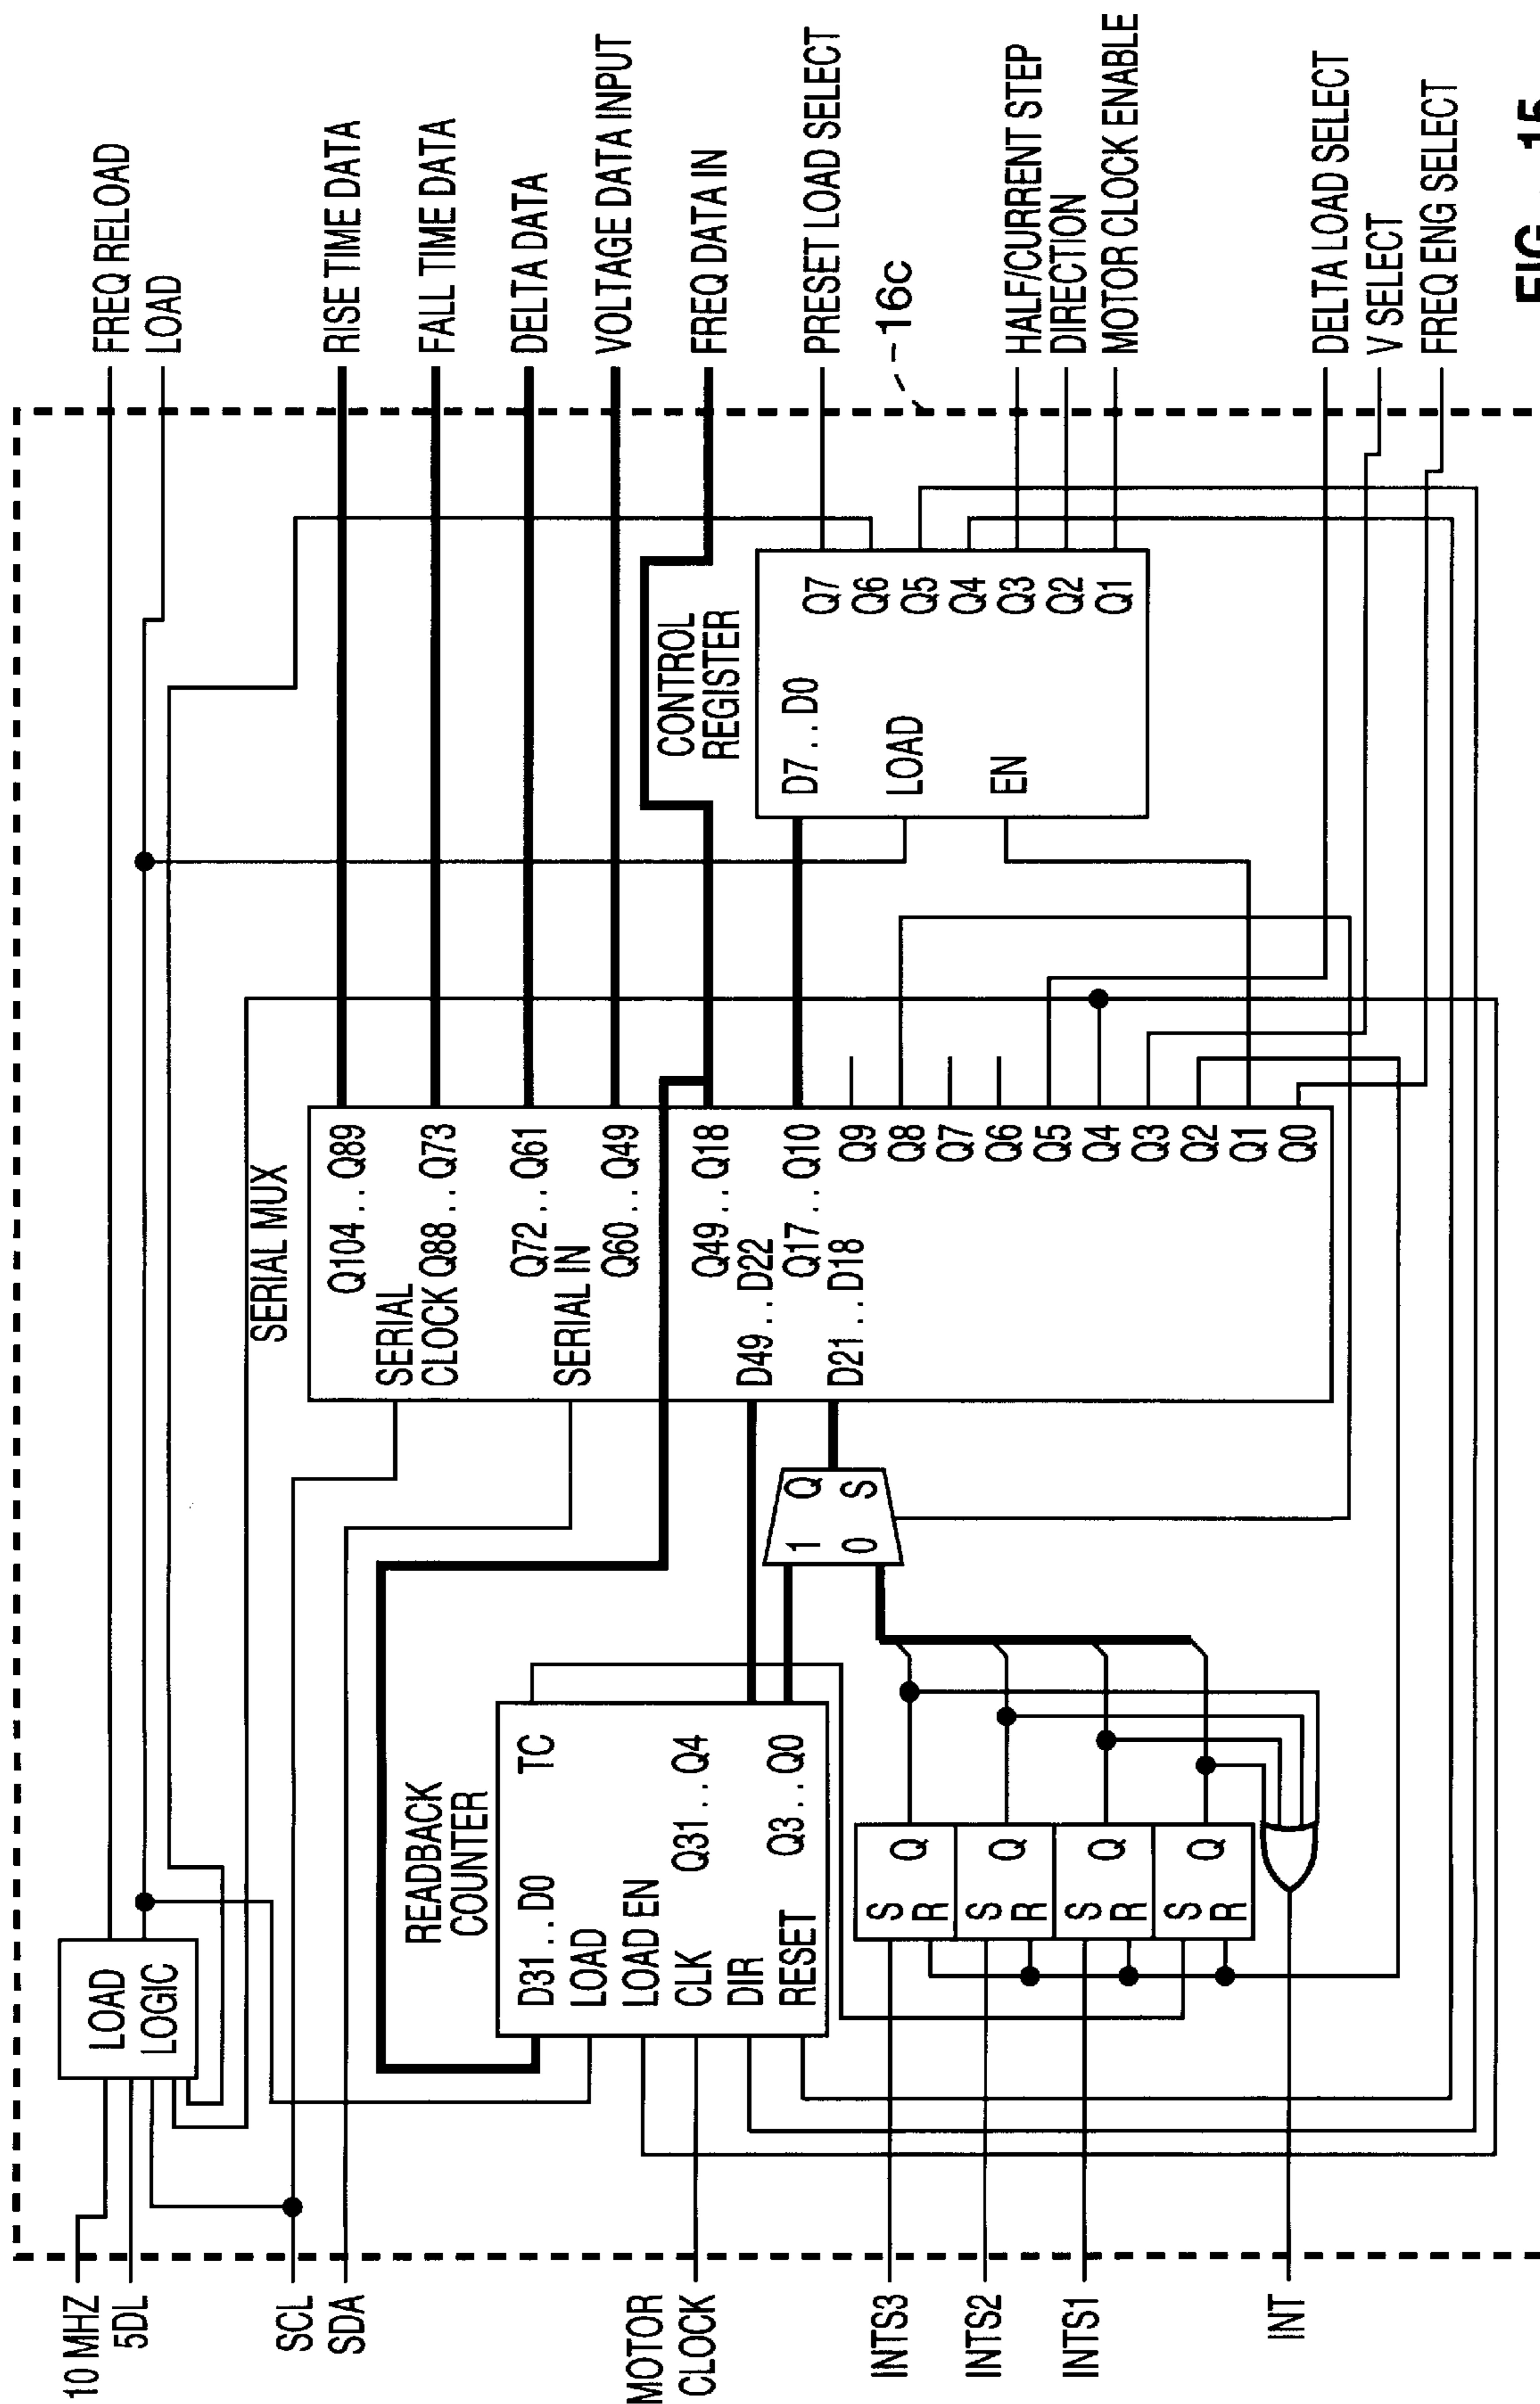 10 MHZ
5DL
SCL
SDA
MOTOR
CLOCK
INTS3
INTS2
INTS1
INT
LOAD
LOGIC
READBACK
COUNTER
D31 . . D0
TC
LOAD
LOAD EN
CLK
Q31 . . Q4
DIR
RESET
Q3 . . Q0
S
R
Q
S
R
Q
S
R
Q
S
R
Q
1
Q
0
S
SERIAL MUX
Q104 . . Q89
SERIAL
CLOCK
Q88 . . Q73
Q72 . . Q61
SERIAL IN
Q60 . . Q49
Q49 . . Q18
D49 . . D22
Q17 . . Q10
D21 . . D18
Q9
Q8
Q7
Q6
Q5
Q4
Q3
Q2
Q1
Q0
CONTROL
REGISTER
D7 . . D0
LOAD
EN
Q7
Q6
Q5
Q4
Q3
Q2
Q1
FREQ RELOAD
LOAD
RISE TIME DATA
FALL TIME DATA
DELTA DATA
VOLTAGE DATA INPUT
FREQ DATA IN
PRESET LOAD SELECT
16c
HALF/CURRENT STEP
DIRECTION
MOTOR CLOCK ENABLE
DELTA LOAD SELECT
V SELECT
FREQ ENG SELECT
FIG. 15